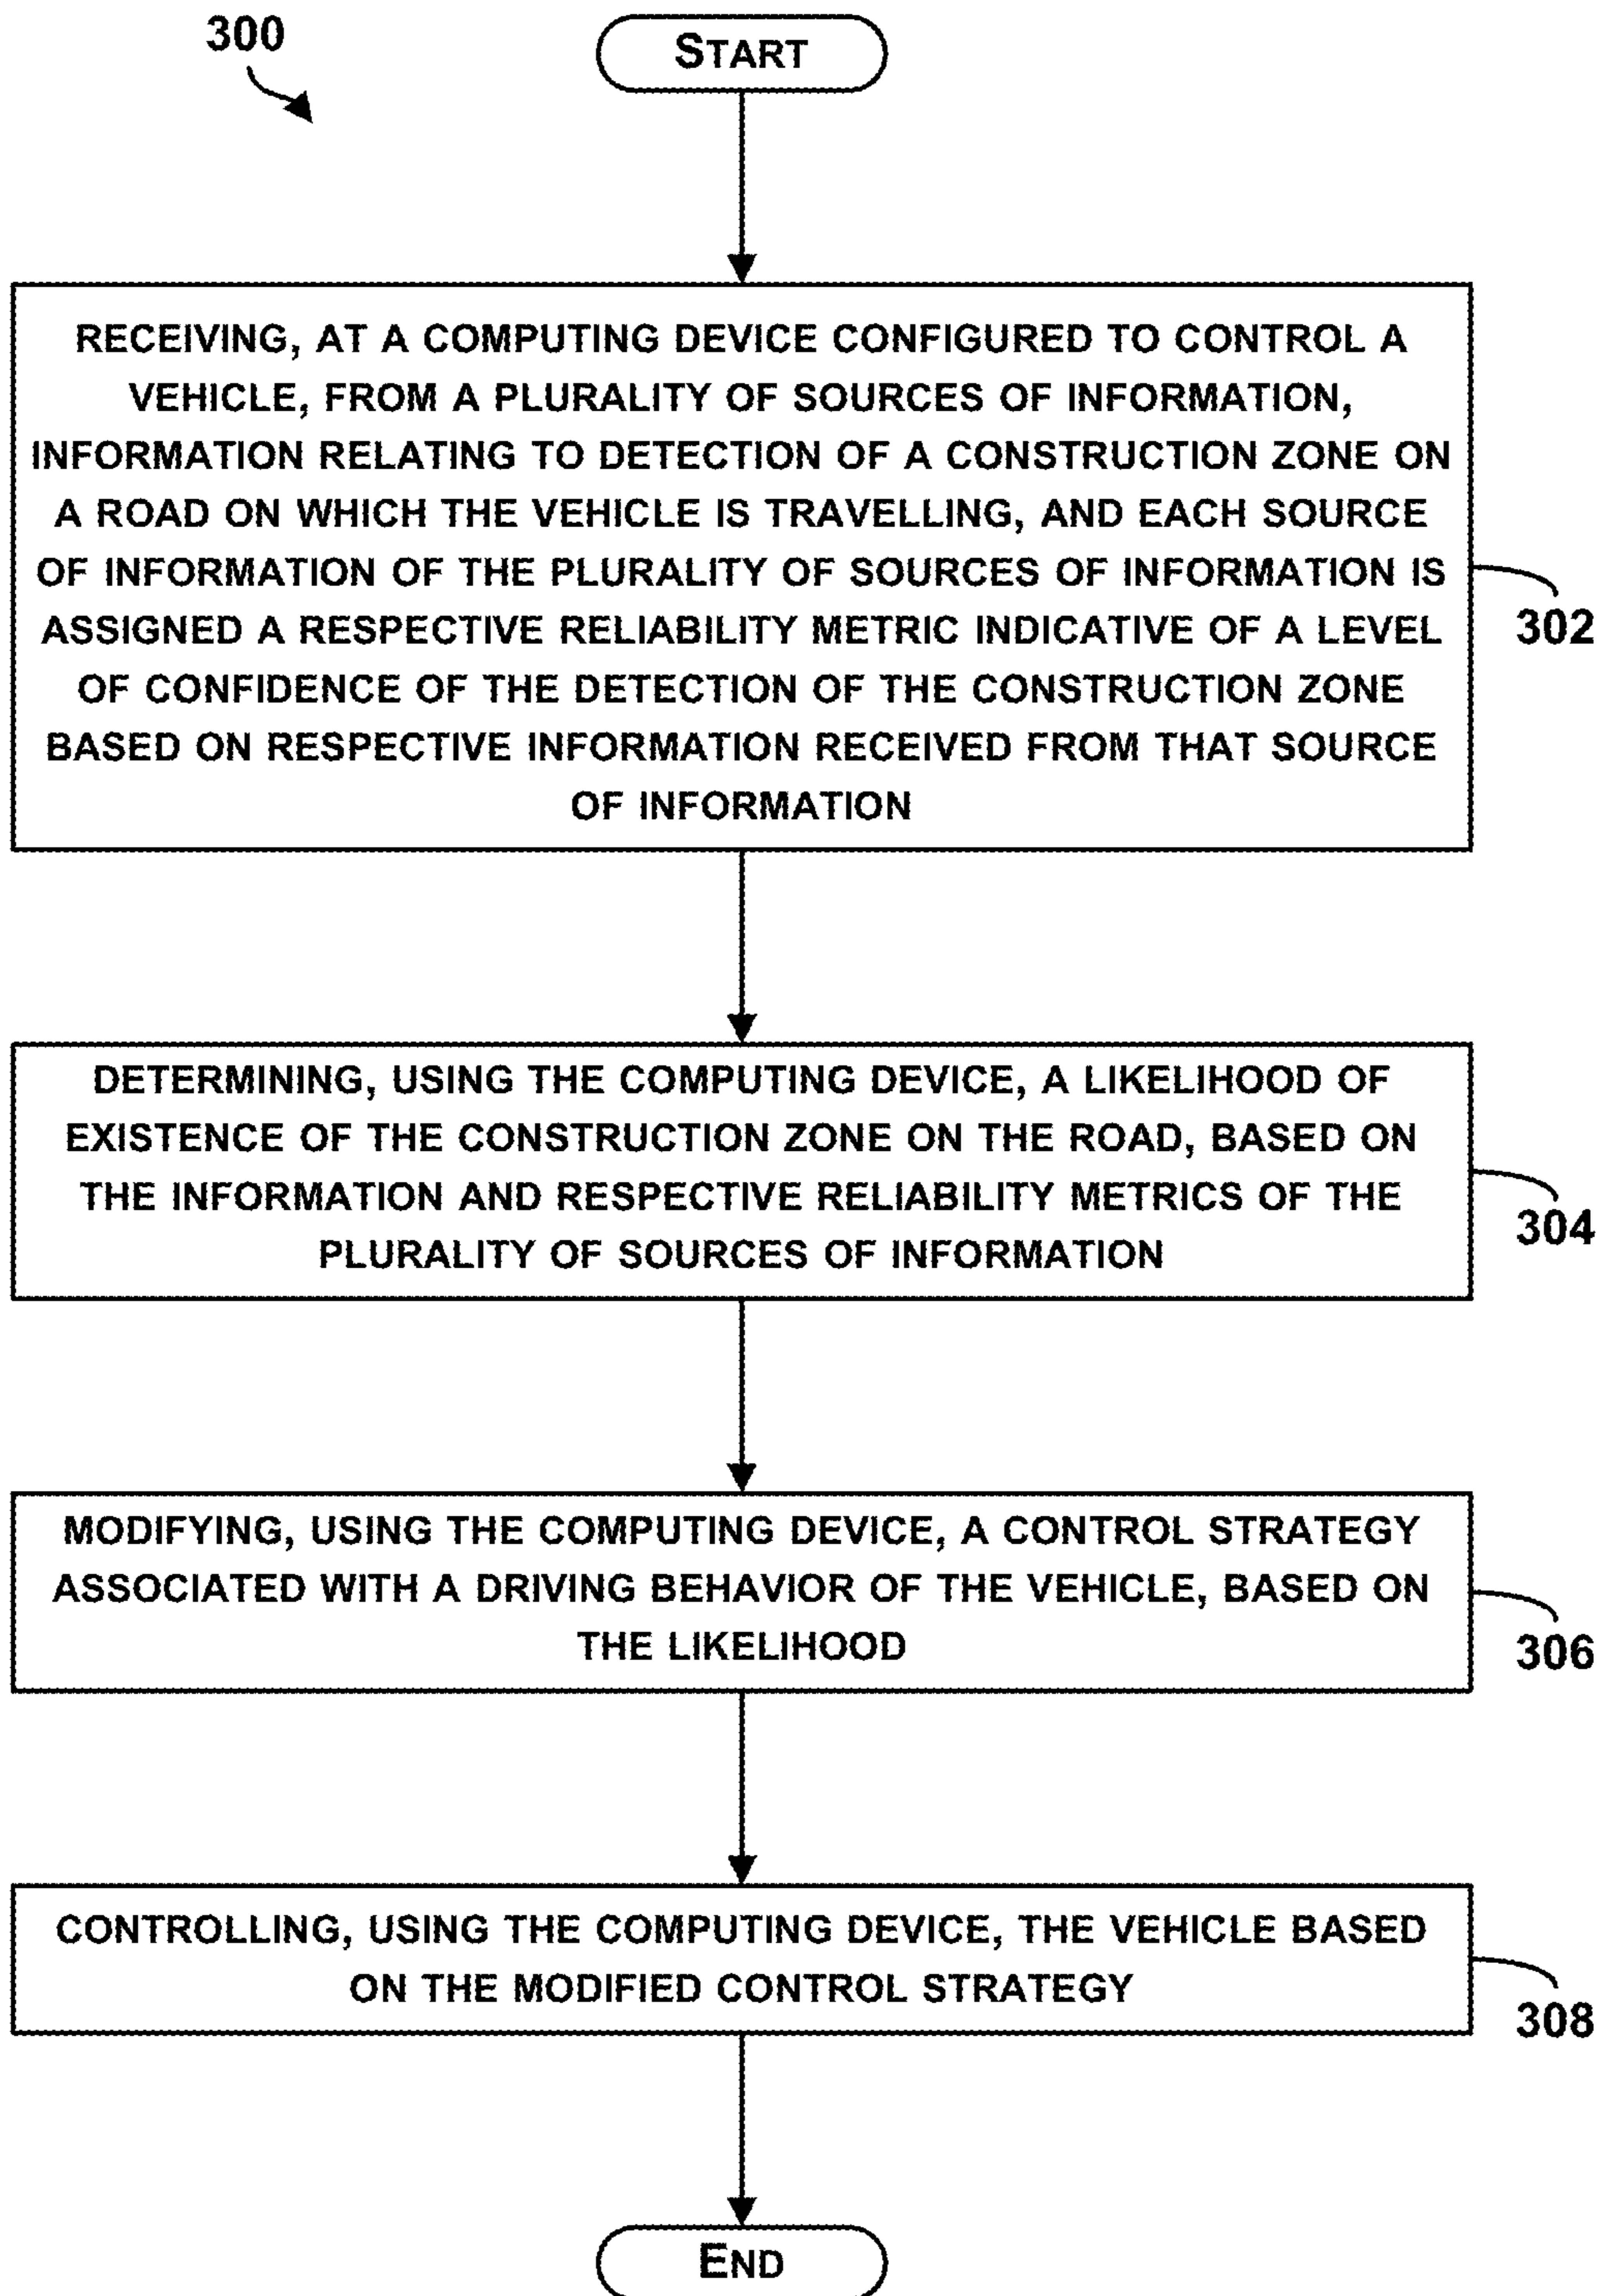 300
START
RECEIVING, AT A COMPUTING DEVICE CONFIGURED TO CONTROL A
VEHICLE, FROM A PLURALITY OF SOURCES OF INFORMATION,
INFORMATION RELATING TO DETECTION OF A CONSTRUCTION ZONE ON
A ROAD ON WHICH THE VEHICLE IS TRAVELLING, AND EACH SOURCE
OF INFORMATION OF THE PLURALITY OF SOURCES OF INFORMATION IS
ASSIGNED A RESPECTIVE RELIABILITY METRIC INDICATIVE OF A LEVEL
OF CONFIDENCE OF THE DETECTION OF THE CONSTRUCTION ZONE
BASED ON RESPECTIVE INFORMATION RECEIVED FROM THAT SOURCE
OF INFORMATION
302
DETERMINING, USING THE COMPUTING DEVICE, A LIKELIHOOD OF
EXISTENCE OF THE CONSTRUCTION ZONE ON THE ROAD, BASED ON
THE INFORMATION AND RESPECTIVE RELIABILITY METRICS OF THE
PLURALITY OF SOURCES OF INFORMATION
304
MODIFYING, USING THE COMPUTING DEVICE, A CONTROL STRATEGY
ASSOCIATED WITH A DRIVING BEHAVIOR OF THE VEHICLE, BASED ON
THE LIKELIHOOD
306
CONTROLLING, USING THE COMPUTING DEVICE, THE VEHICLE BASED
ON THE MODIFIED CONTROL STRATEGY
308
END